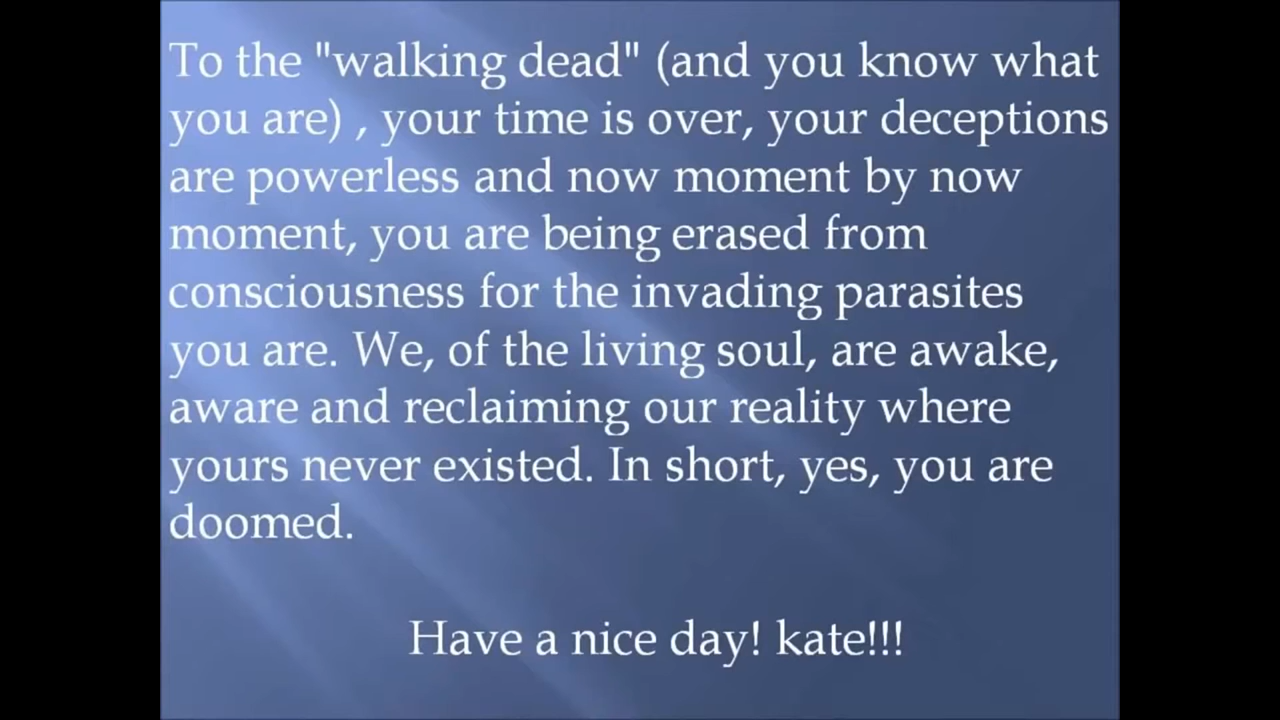 To the "walking dead" (and you know what
you are) , your time is over, your deceptions
are powerless and now moment by now
moment, you are being erased from
consciousness for the invading parasites
you are. We, of the living soul, are awake,
aware and reclaiming our reality where
yours never existed. In short, yes, you are
doomed.
Have a nice day! kate!!!